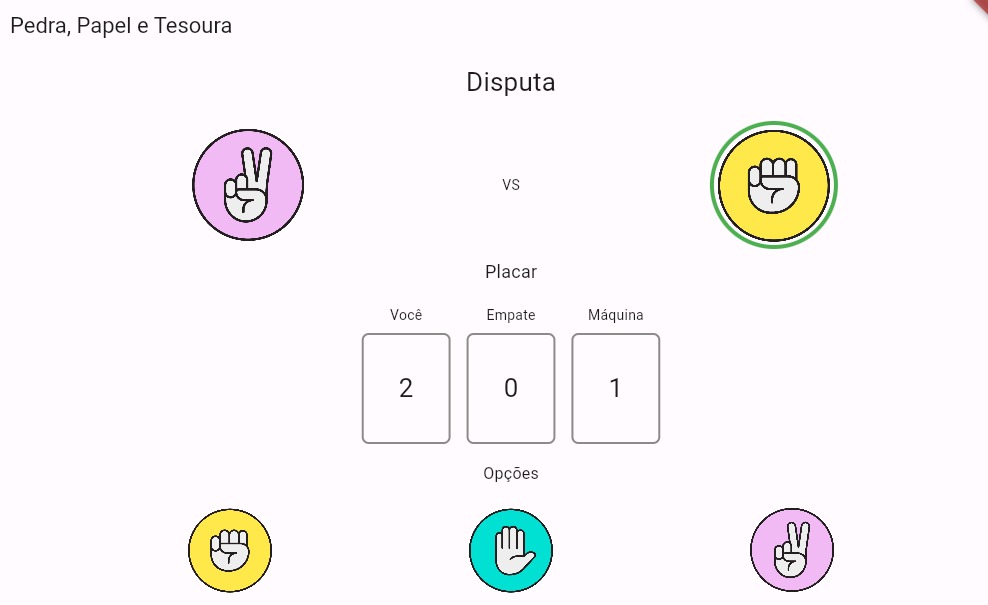 Pedra, Papel e Tesoura
Disputa
VS
Placar
Você Empate Máquina
2 0 1
Opções